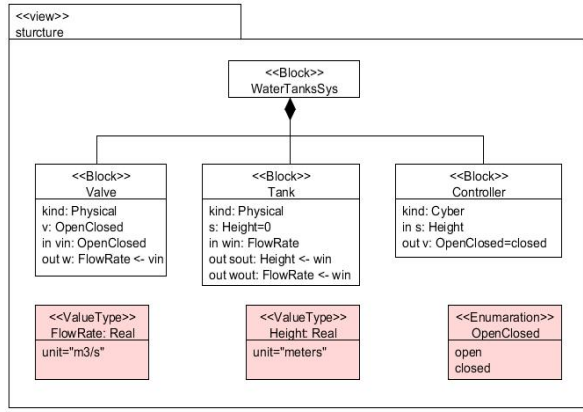 <<view>>
sturcture
<<Block>>
WaterTanksSys
<<Block>>
Valve
kind: Physical
v: OpenClosed
in vin: OpenClosed
out w: FlowRate <- vin
<<Block>>
Tank
kind: Physical
s: Height=0
in win: FlowRate
out sout: Height <- win
out wout: FlowRate <- win
<<Block>>
Controller
kind: Cyber
in s: Height
out v: OpenClosed=closed
<<ValueType>>
FlowRate: Real
unit="m3/s"
<<ValueType>>
Height: Real
unit="meters"
<<Enumaration>>
OpenClosed
open
closed